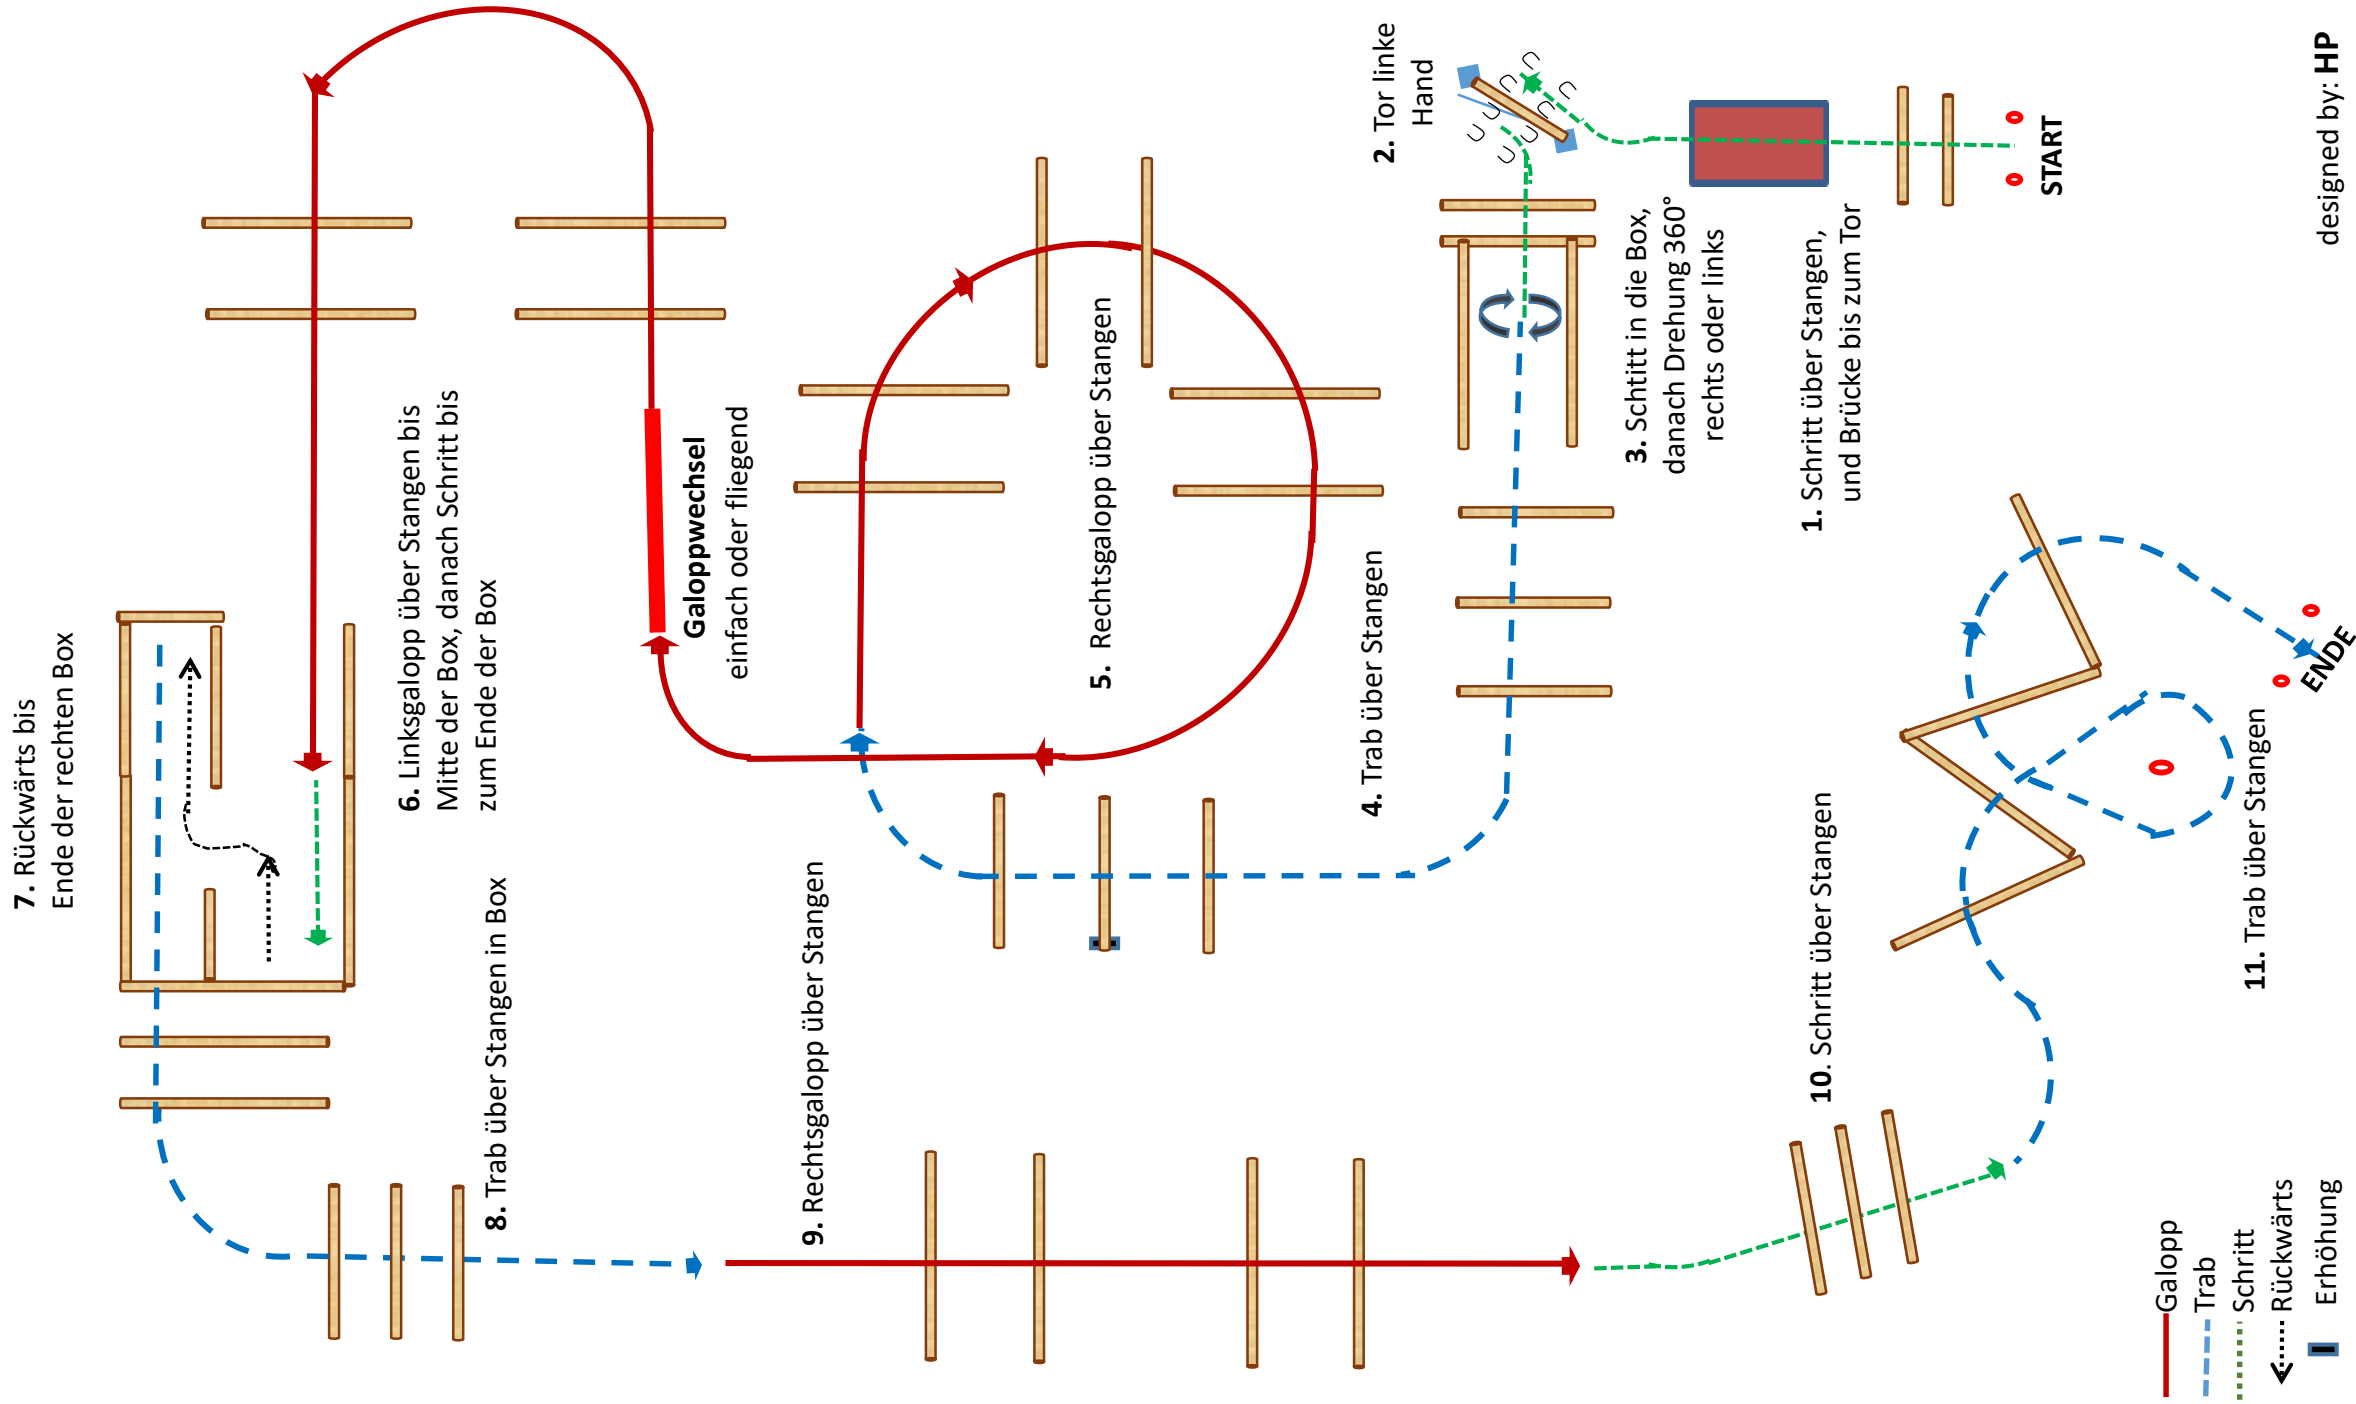 1. Schritt über Stangen,
und Brücke bis zum Tor
2. Tor linke
Hand
3. Schtitt in die Box,
danach Drehung 360°
rechts oder links
4. Trab über Stangen
5. Rechtsgalopp über Stangen
Galoppwechsel
einfach oder fliegend
6. Linksgalopp über Stangen bis
Mitte der Box, danach Schritt bis
zum Ende der Box
7. Rückwärts bis
Ende der rechten Box
8. Trab über Stangen in Box
9. Rechtsgalopp über Stangen
10. Schritt über Stangen
11. Trab über Stangen
START
ENDE
Galopp
Trab
Schritt
Rückwärts
Erhöhung
designed by: HP